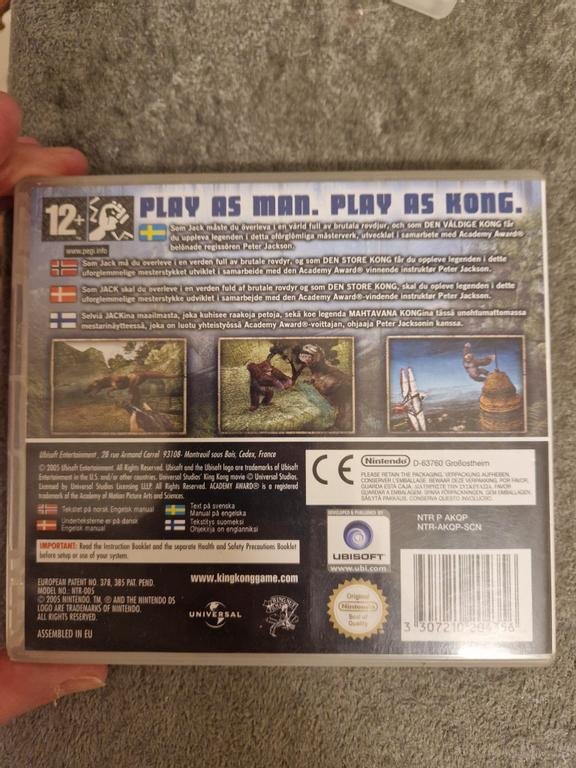 12+
www.pegi.info
PLAY AS MAN. PLAY AS KONG.
Som Jack måste du överleva i en värld full av brutala rovdjur, och som DEN VÄLDIGE KONG får
du uppleva legenden i detta oförglömliga mästerverk, utvecklat i samarbete med Academy Award®
belönade regissören Peter Jackson.
Som Jack må du overleve i en verden full av brutale rovdyr, og som DEN STORE KONG får du oppleve legenden i dette
uforglemmelige mesterstykket utviklet i samarbeide med den Academy Award® vinnende instruktør Peter Jackson.
Som JACK skal du overleve i en verden fuld af brutale rovdyr og som DEN STORE KONG, skal du opleve legenden i dette
uforglemmelige mesterstykke udviklet i samarbejde med den Academy Award®-vindende instruktør Peter Jackson.
Selviä JACKina maailmasta, joka kuhisee raakoja petoja, sekä koe legenda MAHTAVANA KONGina tässä unohtumattomassa
mestarinäytteessä, joka on luotu yhteistyössä Academy Award®-voittajan, ohjaaja Peter Jacksonin kanssa.
Ubisoft Entertainment, 28 rue Armand Carrel 93108- Montreuil sous Bois, Cedex, France
© 2005 Ubisoft Entertainment. All Rights Reserved. Ubisoft and the Ubisoft logo are trademarks of Ubisoft
Entertainment in the U.S. and/or other countries. Universal Studios' King Kong movie © Universal Studios.
Licensed by Universal Studios Licensing LLLP. All Rights Reserved. ACADEMY AWARD® is a registered
trademark of the Academy of Motion Picture Arts and Sciences.
Tekstet på norsk Engelsk manual
Text på svenska
Manual på engelska
Underteksterne er på dansk
Engelsk manual
Tekstitys suomeksi
Ohjekirja on englanniksi
IMPORTANT: Read the Instruction Booklet and the separate Health and Safety Precautions Booklet
before setup or use of your system.
EUROPEAN PATENT NO. 378, 385 PAT. PEND.
MODEL NO.: NTR-005
© 2005 NINTENDO. TM, ® AND THE NINTENDO DS
LOGO ARE TRADEMARKS OF NINTENDO.
ALL RIGHTS RESERVED.
ASSEMBLED IN EU
www.kingkonggame.com
UNIVERSAL
CE
Nintendo
D-63760 Großostheim
PLEASE RETAIN THE PACKAGING. VERPACKUNG AUFHEBEN.
DEVELOPED & PUBLISHED BY
UBISOFT
www.ubi.com
Original
Nintendo
Seal of
Quality
NTR P AKQP
NTR-AKQP-SCN